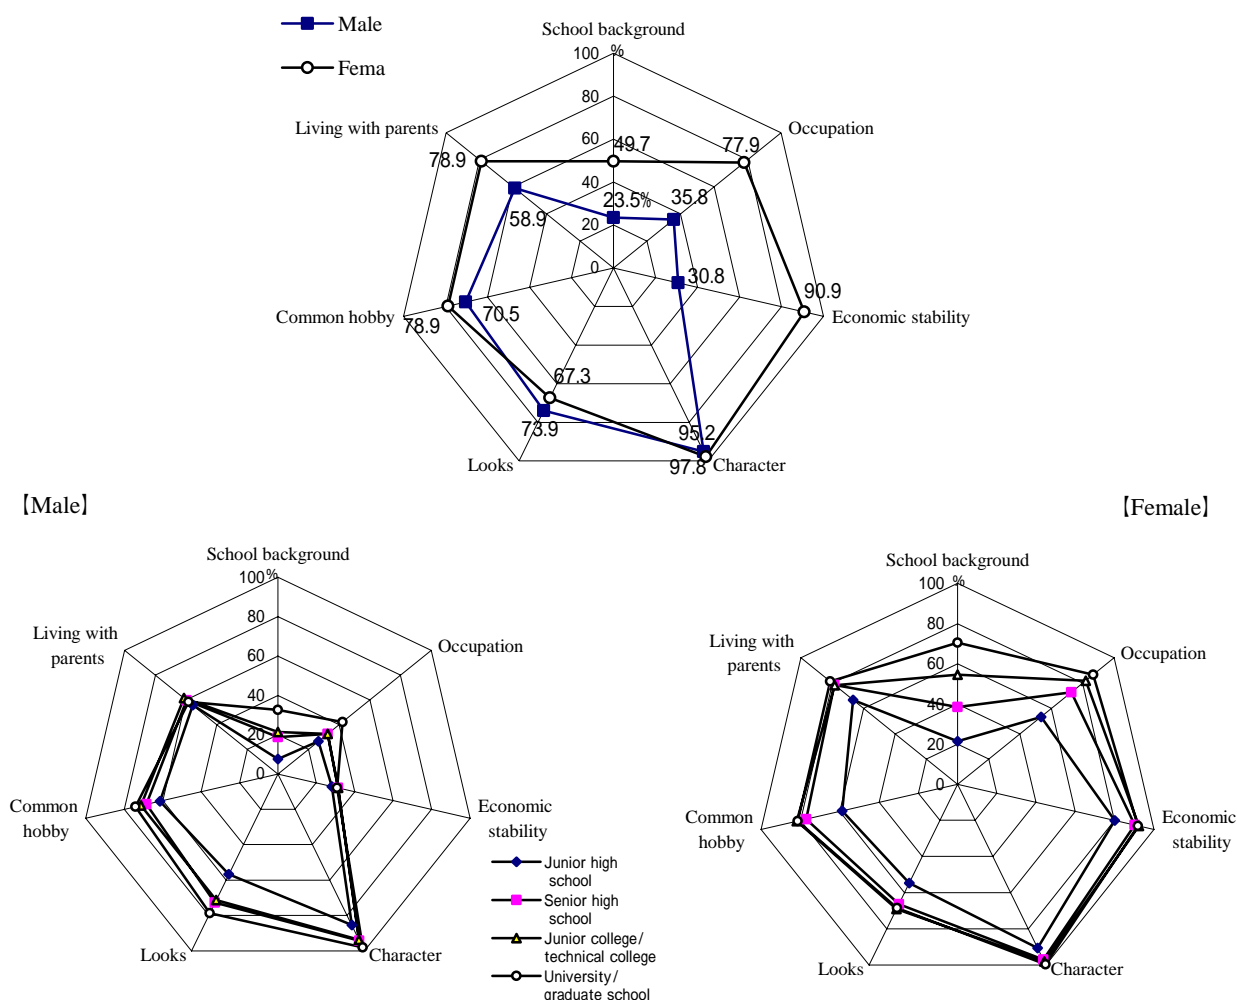 Male
Fema
School background
100 %
80
60
40
20
0
Living with parents
Occupation
78.9
49.7
77.9
58.9
23.5%
35.8
30.8
90.9
Common hobby
Economic stability
78.9
70.5
67.3
73.9
95.2
97.8
Looks
Character
【Male】
【Female】
School background
100%
80
60
40
20
0
Living with
parents
Occupation
Common
hobby
Economic
stability
Looks
Character
Junior high
school
Senior high
school
Junior college/
technical college
University/
graduate school
School background
100 %
80
60
40
20
0
Living with
parents
Occupation
Common
hobby
Economic
stability
Looks
Character